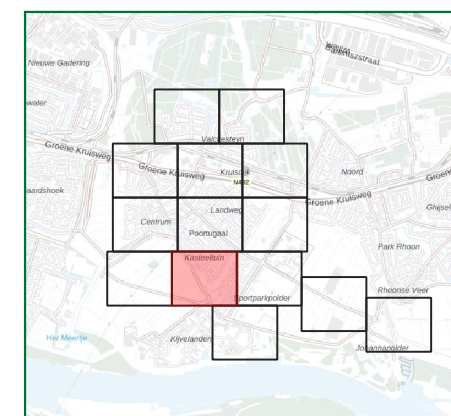 Nieuwe Gadering
Groene Kruisweg
Valckesteyn
Groene Kruisweg
Kruisdijk
Noord
Groene Kruisweg
Landweg
Centrum
Poortugaal
Park Rhoon
Kasteeltuin
Rhoonse Veer
Sportparkpolder
Het Meertje
Kijvelanden
Johannapolder